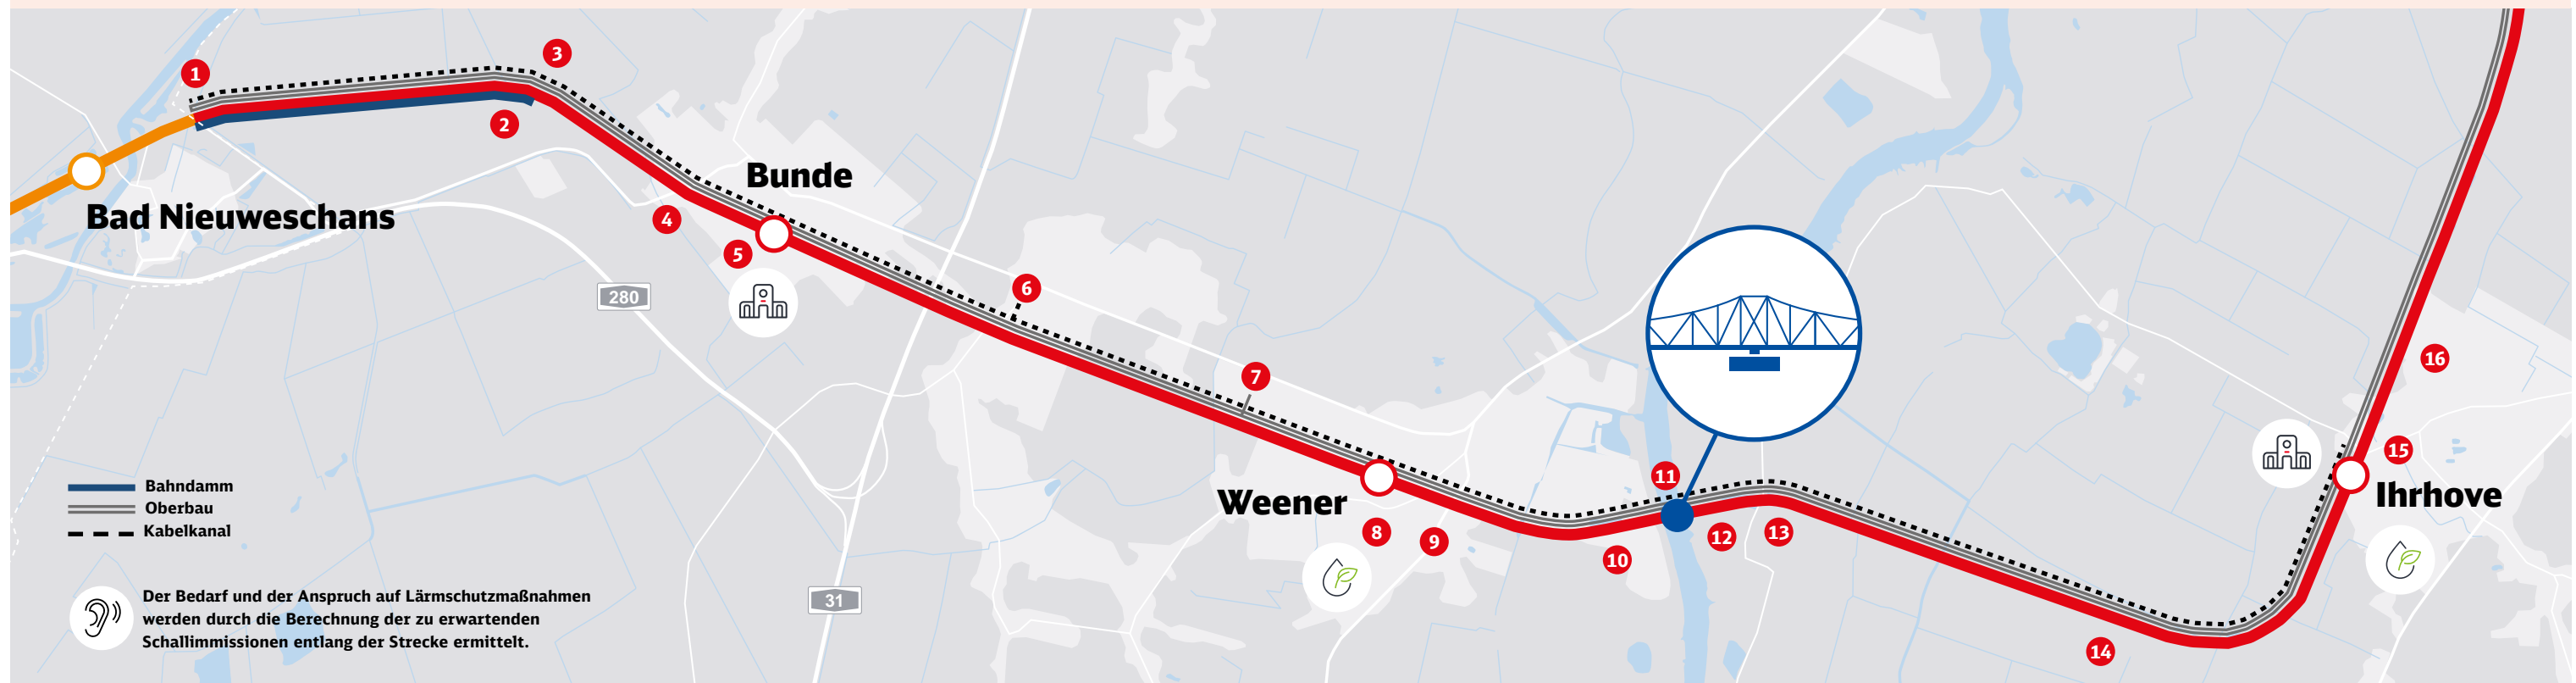 1
3
2
Bunde
4
Bad Nieuweschans
5
6
280
7
16
11
15
Bahndamm
Weener
Ihrhove
Oberbau
Kabelkanal
8
9
12
13
10
Der Bedarf und der Anspruch auf Lärmschutzmaßnahmen
werden durch die Berechnung der zu erwartenden
Schallimmissionen entlang der Strecke ermittelt.
31
14